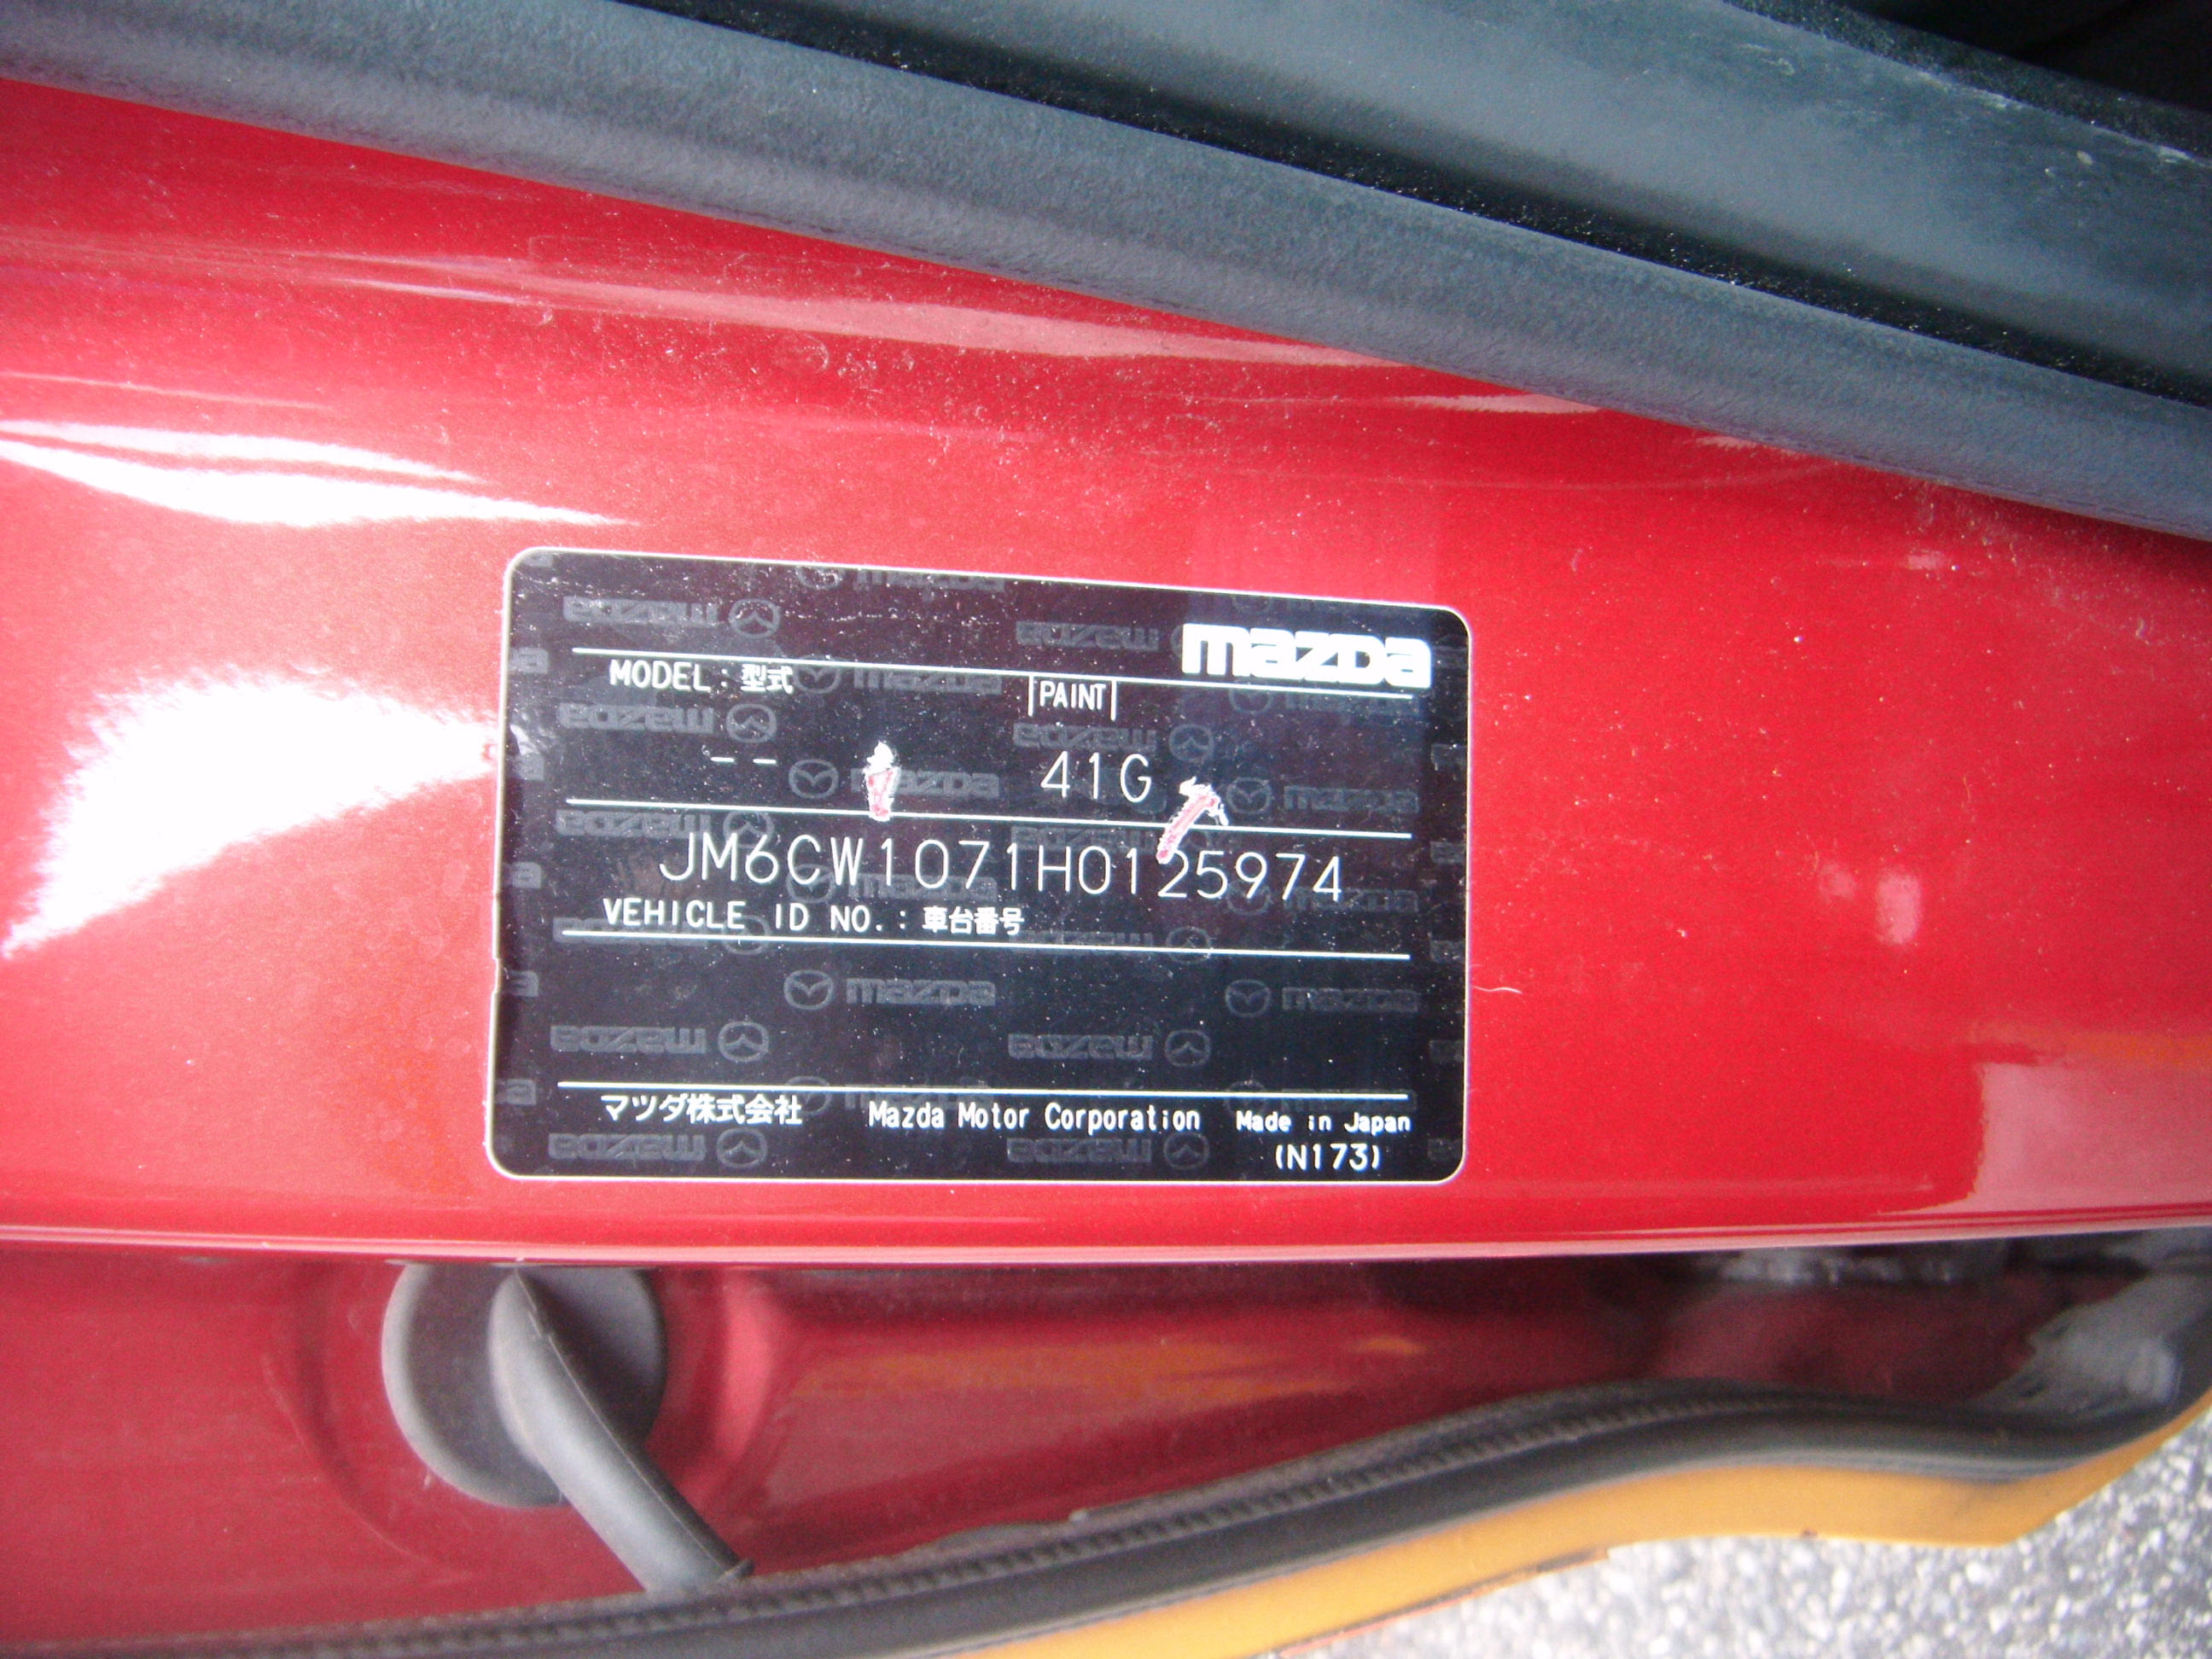 mazda
MODEL : 型式
PAINT
-- 41G
JM6CW1071H0125974
VEHICLE ID NO. : 車台番号
マツダ株式会社 Mazda Motor Corporation Made in Japan
(N173)